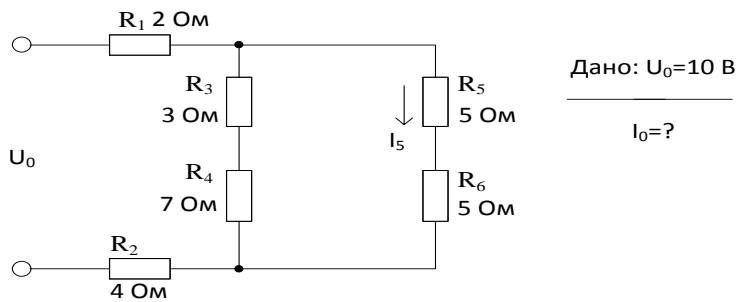 R₁ 2 Ом
Дано: U₀=10 В
R₃
3 Ом
R₅
5 Ом
I₅
I₀=?
U₀
R₄
7 Ом
R₆
5 Ом
R₂
4 Ом